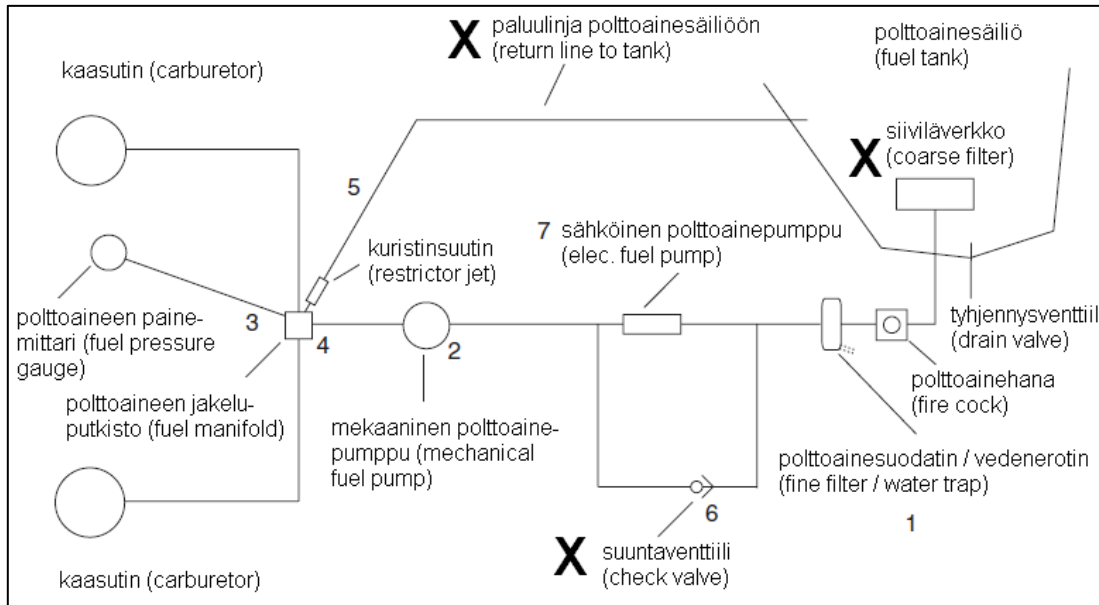 X paluulinja polttoainesäiliöön
(return line to tank)
polttoainesäiliö
(fuel tank)
kaasutin (carburetor)
X siiviläverkko
(coarse filter)
5
7 sähköinen polttoainepumppu
(elec. fuel pump)
kuristinsuutin
(restrictor jet)
polttoaineen paine-
mittari (fuel pressure
gauge)
3
4
2
tyhjennysventtiil
(drain valve)
polttoaineen jakelu-
putkisto (fuel manifold)
mekaaninen polttoaine-
pumppu (mechanical
fuel pump)
polttoainehana
(fire cock)
polttoainesuodatin / vedenerotin
(fine filter / water trap)
1
6
X suuntaventtiili
(check valve)
kaasutin (carburetor)